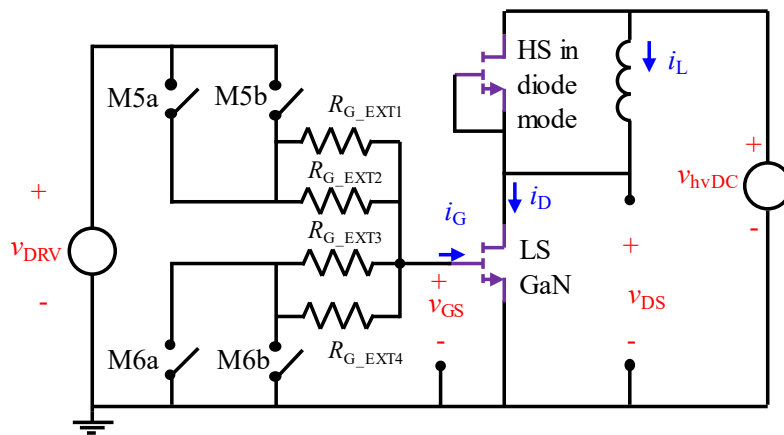 HS in
diode
mode
i_L
M5a
M5b
R_G_EXT1
R_G_EXT2
+
v_hvDC
-
+
v_DRV
-
i_G
i_D
R_G_EXT3
LS
GaN
+
v_GS
-
+
v_DS
-
M6a
M6b
R_G_EXT4